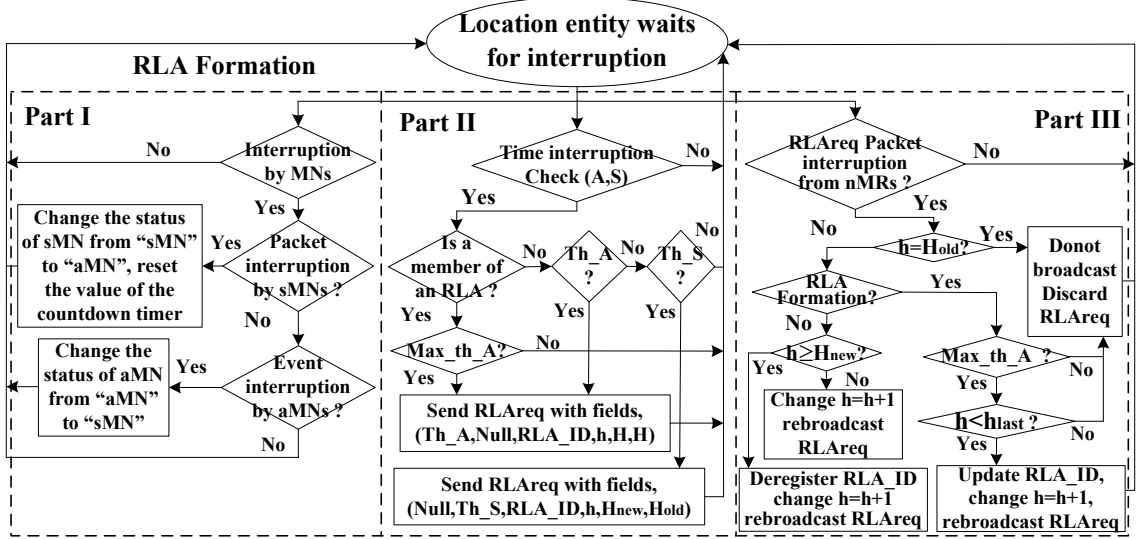 Location entity waits
for interruption
RLA Formation
Part I
No
Interruption
by MNs
Yes
Change the status
of sMN from “sMN”
to “aMN”, reset
the value of the
countdown timer
Yes
Packet
interruption
by sMNs ?
No
Change the
status of aMN
from “aMN”
to “sMN”
Yes
Event
interruption
by aMNs ?
No
Part II
Time interruption
Check (A,S)
No
Yes
Is a
member of
an RLA ?
No
Th_A
?
No
Th_S
?
No
Yes
Yes
Yes
Max_th_A?
No
Yes
Send RLAreq with fields,
(Th_A,Null,RLA_ID,h,H,H)
Send RLAreq with fields,
(Null,Th_S,RLA_ID,h,Hnew,Hold)
Part III
RLAreq Packet
interruption
from nMRs ?
No
Yes
No
h=Hold?
Yes
Donot
broadcast
Discard
RLAreq
RLA
Formation?
Yes
No
h≥Hnew?
Yes
No
Change h=h+1
rebroadcast
RLAreq
Max_th_A ?
No
Yes
h<hlast ?
No
Yes
Deregister RLA_ID
change h=h+1
rebroadcast RLAreq
Update RLA_ID,
change h=h+1,
rebroadcast RLAreq